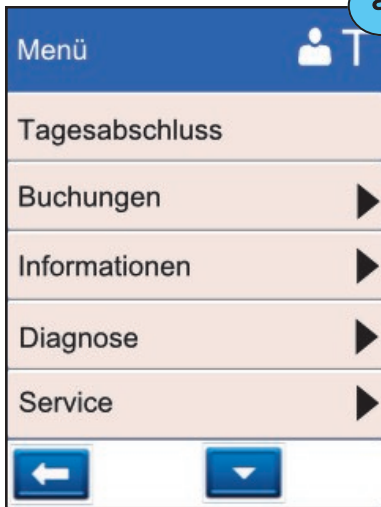 Menü T
Tagesabschluss
Buchungen
Informationen
Diagnose
Service